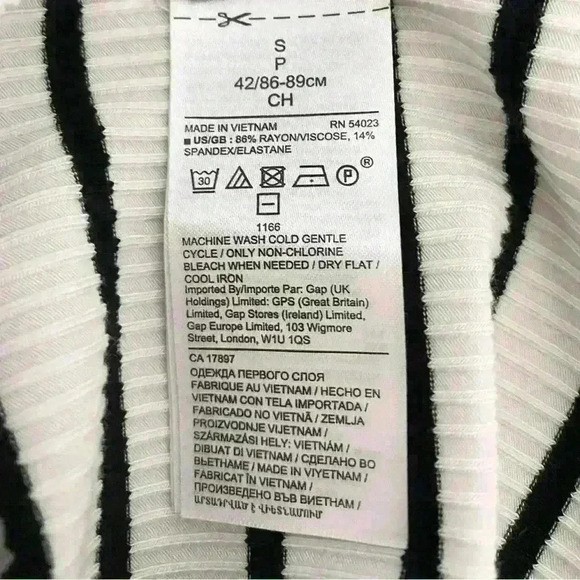 S
P
42/86-89см
CH
MADE IN VIETNAM RN 54023
■ US/GB : 86% RAYON/VISCOSE, 14%
SPANDEX/ELASTANE
30 P ®
1166
MACHINE WASH COLD GENTLE
CYCLE / ONLY NON-CHLORINE
BLEACH WHEN NEEDED / DRY FLAT /
COOL IRON
Imported By/Importe Par: Gap (UK
Holdings) Limited: GPS (Great Britain)
Limited, Gap Stores (Ireland) Limited,
Gap Europe Limited, 103 Wigmore
Street, London, W1U 1QS
CA 17897
ОДЕЖДА ПЕРВОГО СЛОЯ
FABRIQUE AU VIETNAM / HECHO EN
VIETNAM CON TELA IMPORTADA /
FABRICADO NO VIETNÃ / ZEMLJA
PROIZVODNJE VIJETNAM /
SZÁRMAZÁSI HELY: VIETNÁM /
DIBUAT DI VIETNAM / СДЕЛАНО ВО
ВЬЕТНАМЕ / MADE IN VIYETNAM /
FABRICAT ÎN VIETNAM /
ПРОИЗВЕДЕНО ВЪВ ВИЕТНАМ /
ԱՐՏԱԴՐՎԱԾ Է ՎԻԵՏՆԱՄՈՒՄ